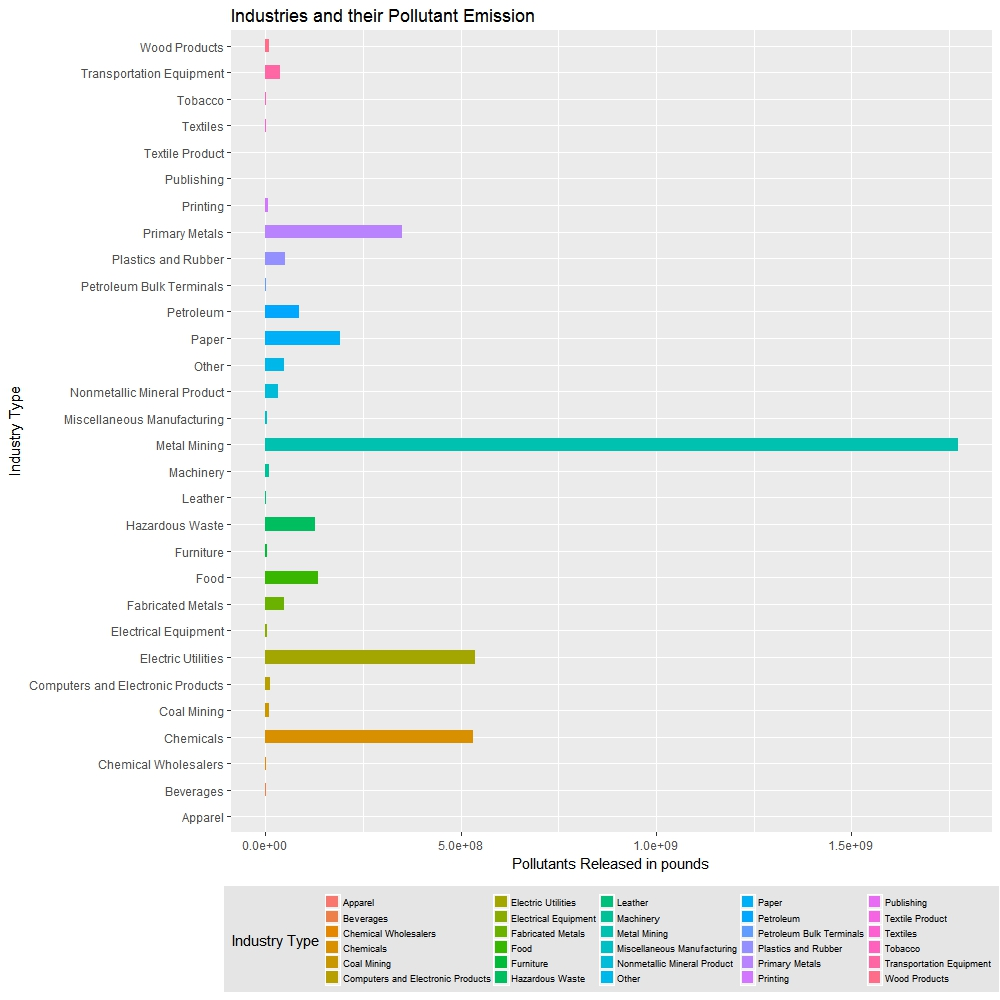 Industries and their Pollutant Emission
Industry Type
Wood Products
Transportation Equipment
Tobacco
Textiles
Textile Product
Publishing
Printing
Primary Metals
Plastics and Rubber
Petroleum Bulk Terminals
Petroleum
Paper
Other
Nonmetallic Mineral Product
Miscellaneous Manufacturing
Metal Mining
Machinery
Leather
Hazardous Waste
Furniture
Food
Fabricated Metals
Electrical Equipment
Electric Utilities
Computers and Electronic Products
Coal Mining
Chemicals
Chemical Wholesalers
Beverages
Apparel
0.0e+00 5.0e+08 1.0e+09 1.5e+09
Pollutants Released in pounds
Industry Type
Apparel
Beverages
Chemical Wholesalers
Chemicals
Coal Mining
Computers and Electronic Products
Electric Utilities
Electrical Equipment
Fabricated Metals
Food
Furniture
Hazardous Waste
Leather
Machinery
Metal Mining
Miscellaneous Manufacturing
Nonmetallic Mineral Product
Other
Paper
Petroleum
Petroleum Bulk Terminals
Plastics and Rubber
Primary Metals
Printing
Publishing
Textile Product
Textiles
Tobacco
Transportation Equipment
Wood Products